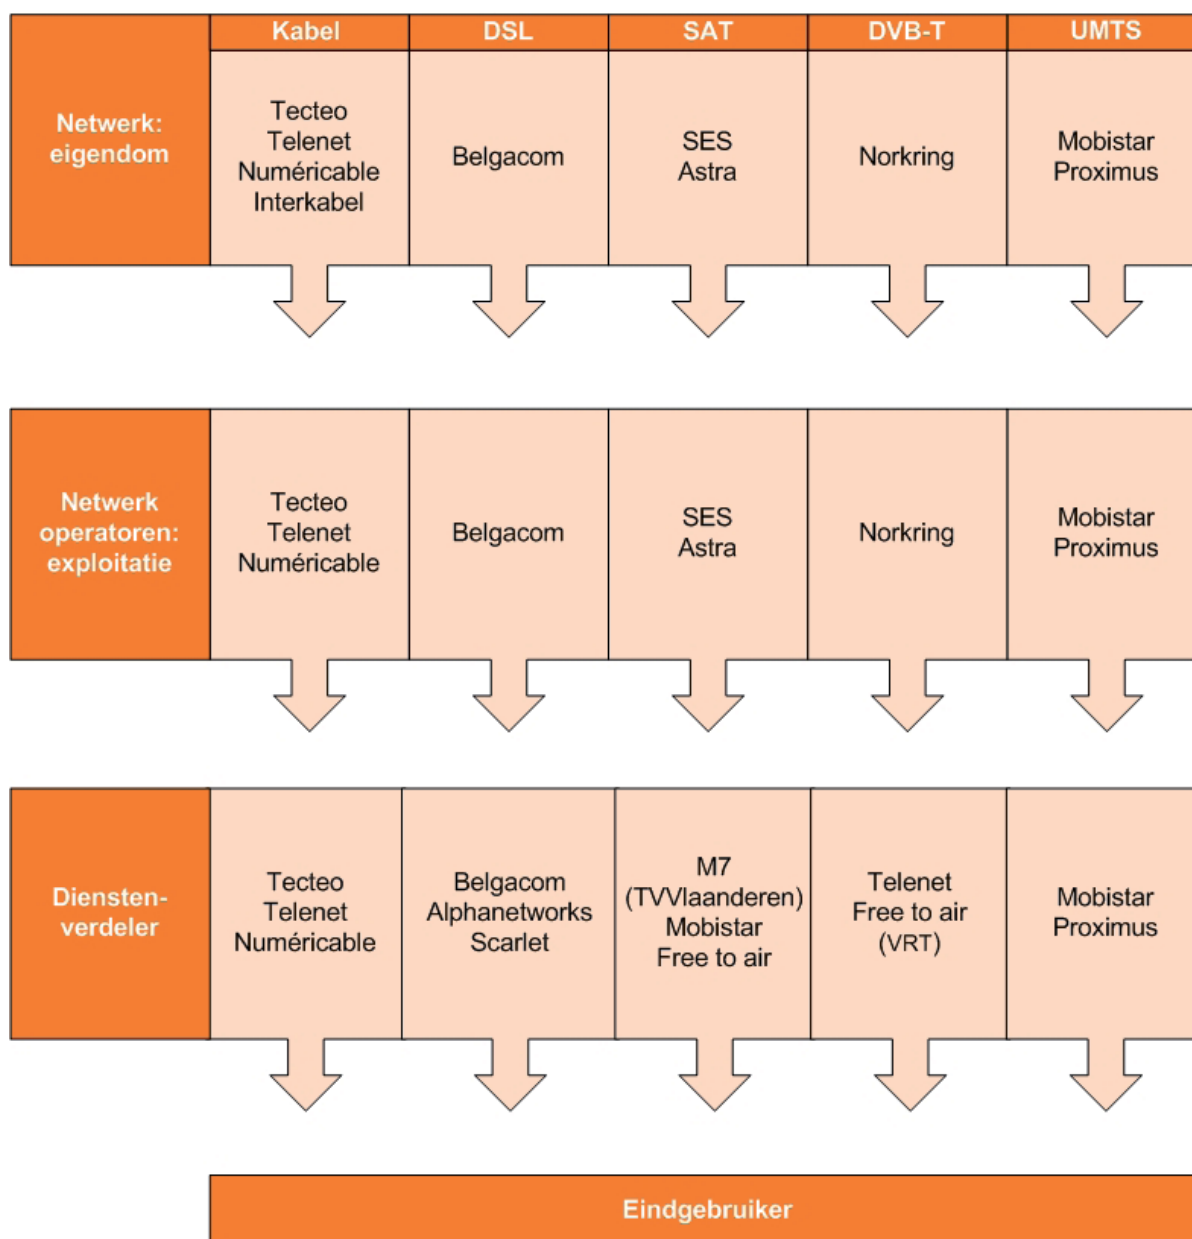 Kabel DSL SAT DVB-T UMTS
Netwerk:
eigendom
Tecteo
Telenet
Numéricable
Interkabel
Belgacom
SES
Astra
Norkring
Mobistar
Proximus
Netwerk
operatoren:
exploitatie
Tecteo
Telenet
Numéricable
Belgacom
SES
Astra
Norkring
Mobistar
Proximus
Diensten-
verdeler
Tecteo
Telenet
Numéricable
Belgacom
Alphanetworks
Scarlet
M7
(TVVlaanderen)
Mobistar
Free to air
Telenet
Free to air
(VRT)
Mobistar
Proximus
Eindgebruiker